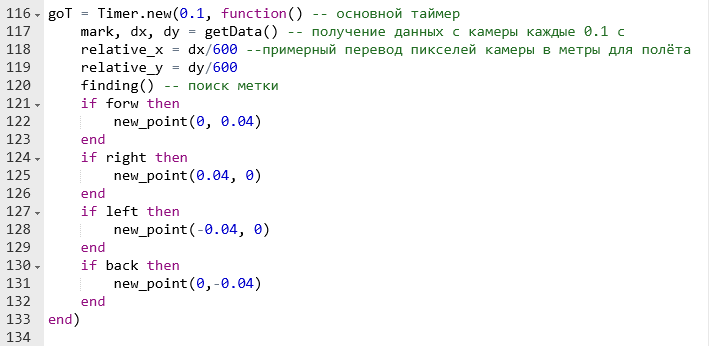 116 goT = Timer.new(0.1, function() -- основной таймер
117 mark, dx, dy = getData() -- получение данных с камеры каждые 0.1 с
118 relative_x = dx/600 --примерный перевод пикселей камеры в метры для полёта
119 relative_y = dy/600
120 finding() -- поиск метки
121 if forw then
122 new_point(0, 0.04)
123 end
124 if right then
125 new_point(0.04, 0)
126 end
127 if left then
128 new_point(-0.04, 0)
129 end
130 if back then
131 new_point(0,-0.04)
132 end
133 end)
134